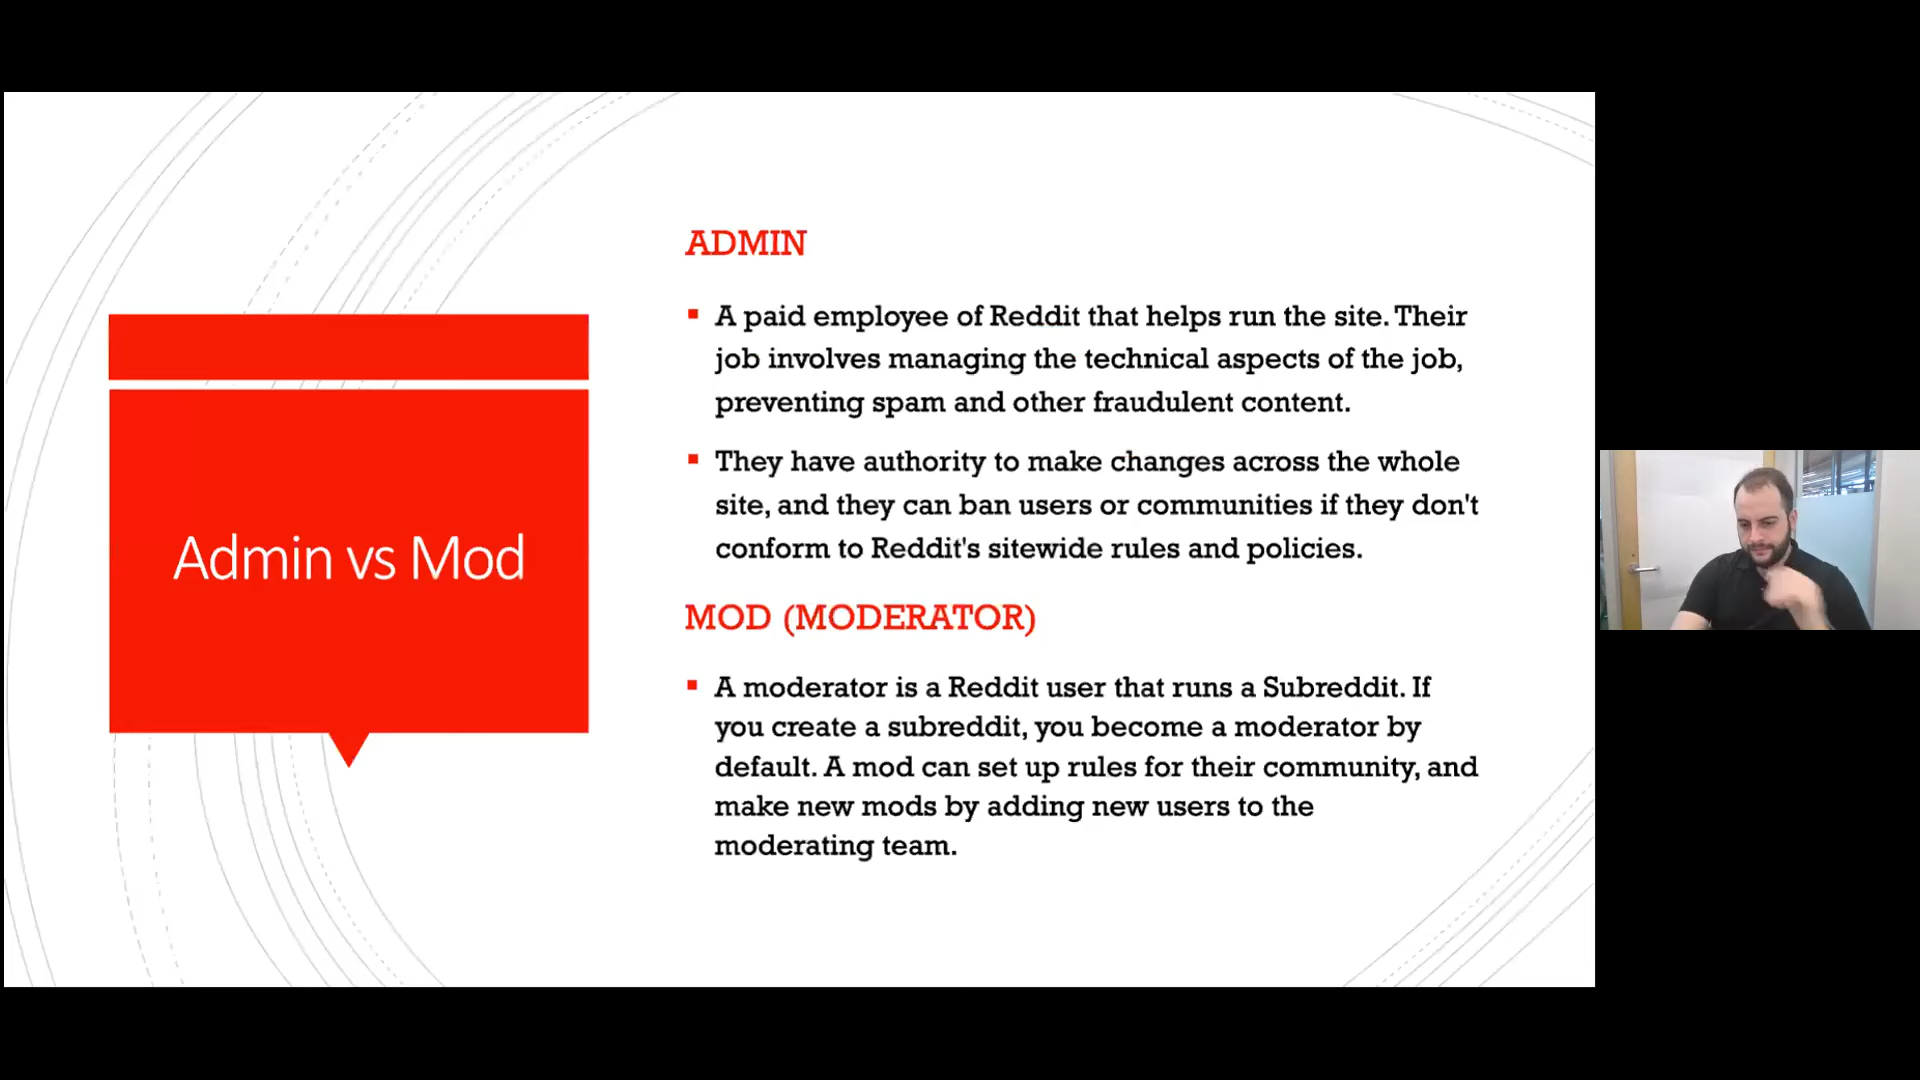 Admin vs Mod
ADMIN
A paid employee of Reddit that helps run the site. Their
job involves managing the technical aspects of the job,
preventing spam and other fraudulent content.
They have authority to make changes across the whole
site, and they can ban users or communities if they don't
conform to Reddit's sitewide rules and policies.
MOD (MODERATOR)
A moderator is a Reddit user that runs a Subreddit. If
you create a subreddit, you become a moderator by
default. A mod can set up rules for their community, and
make new mods by adding new users to the
moderating team.